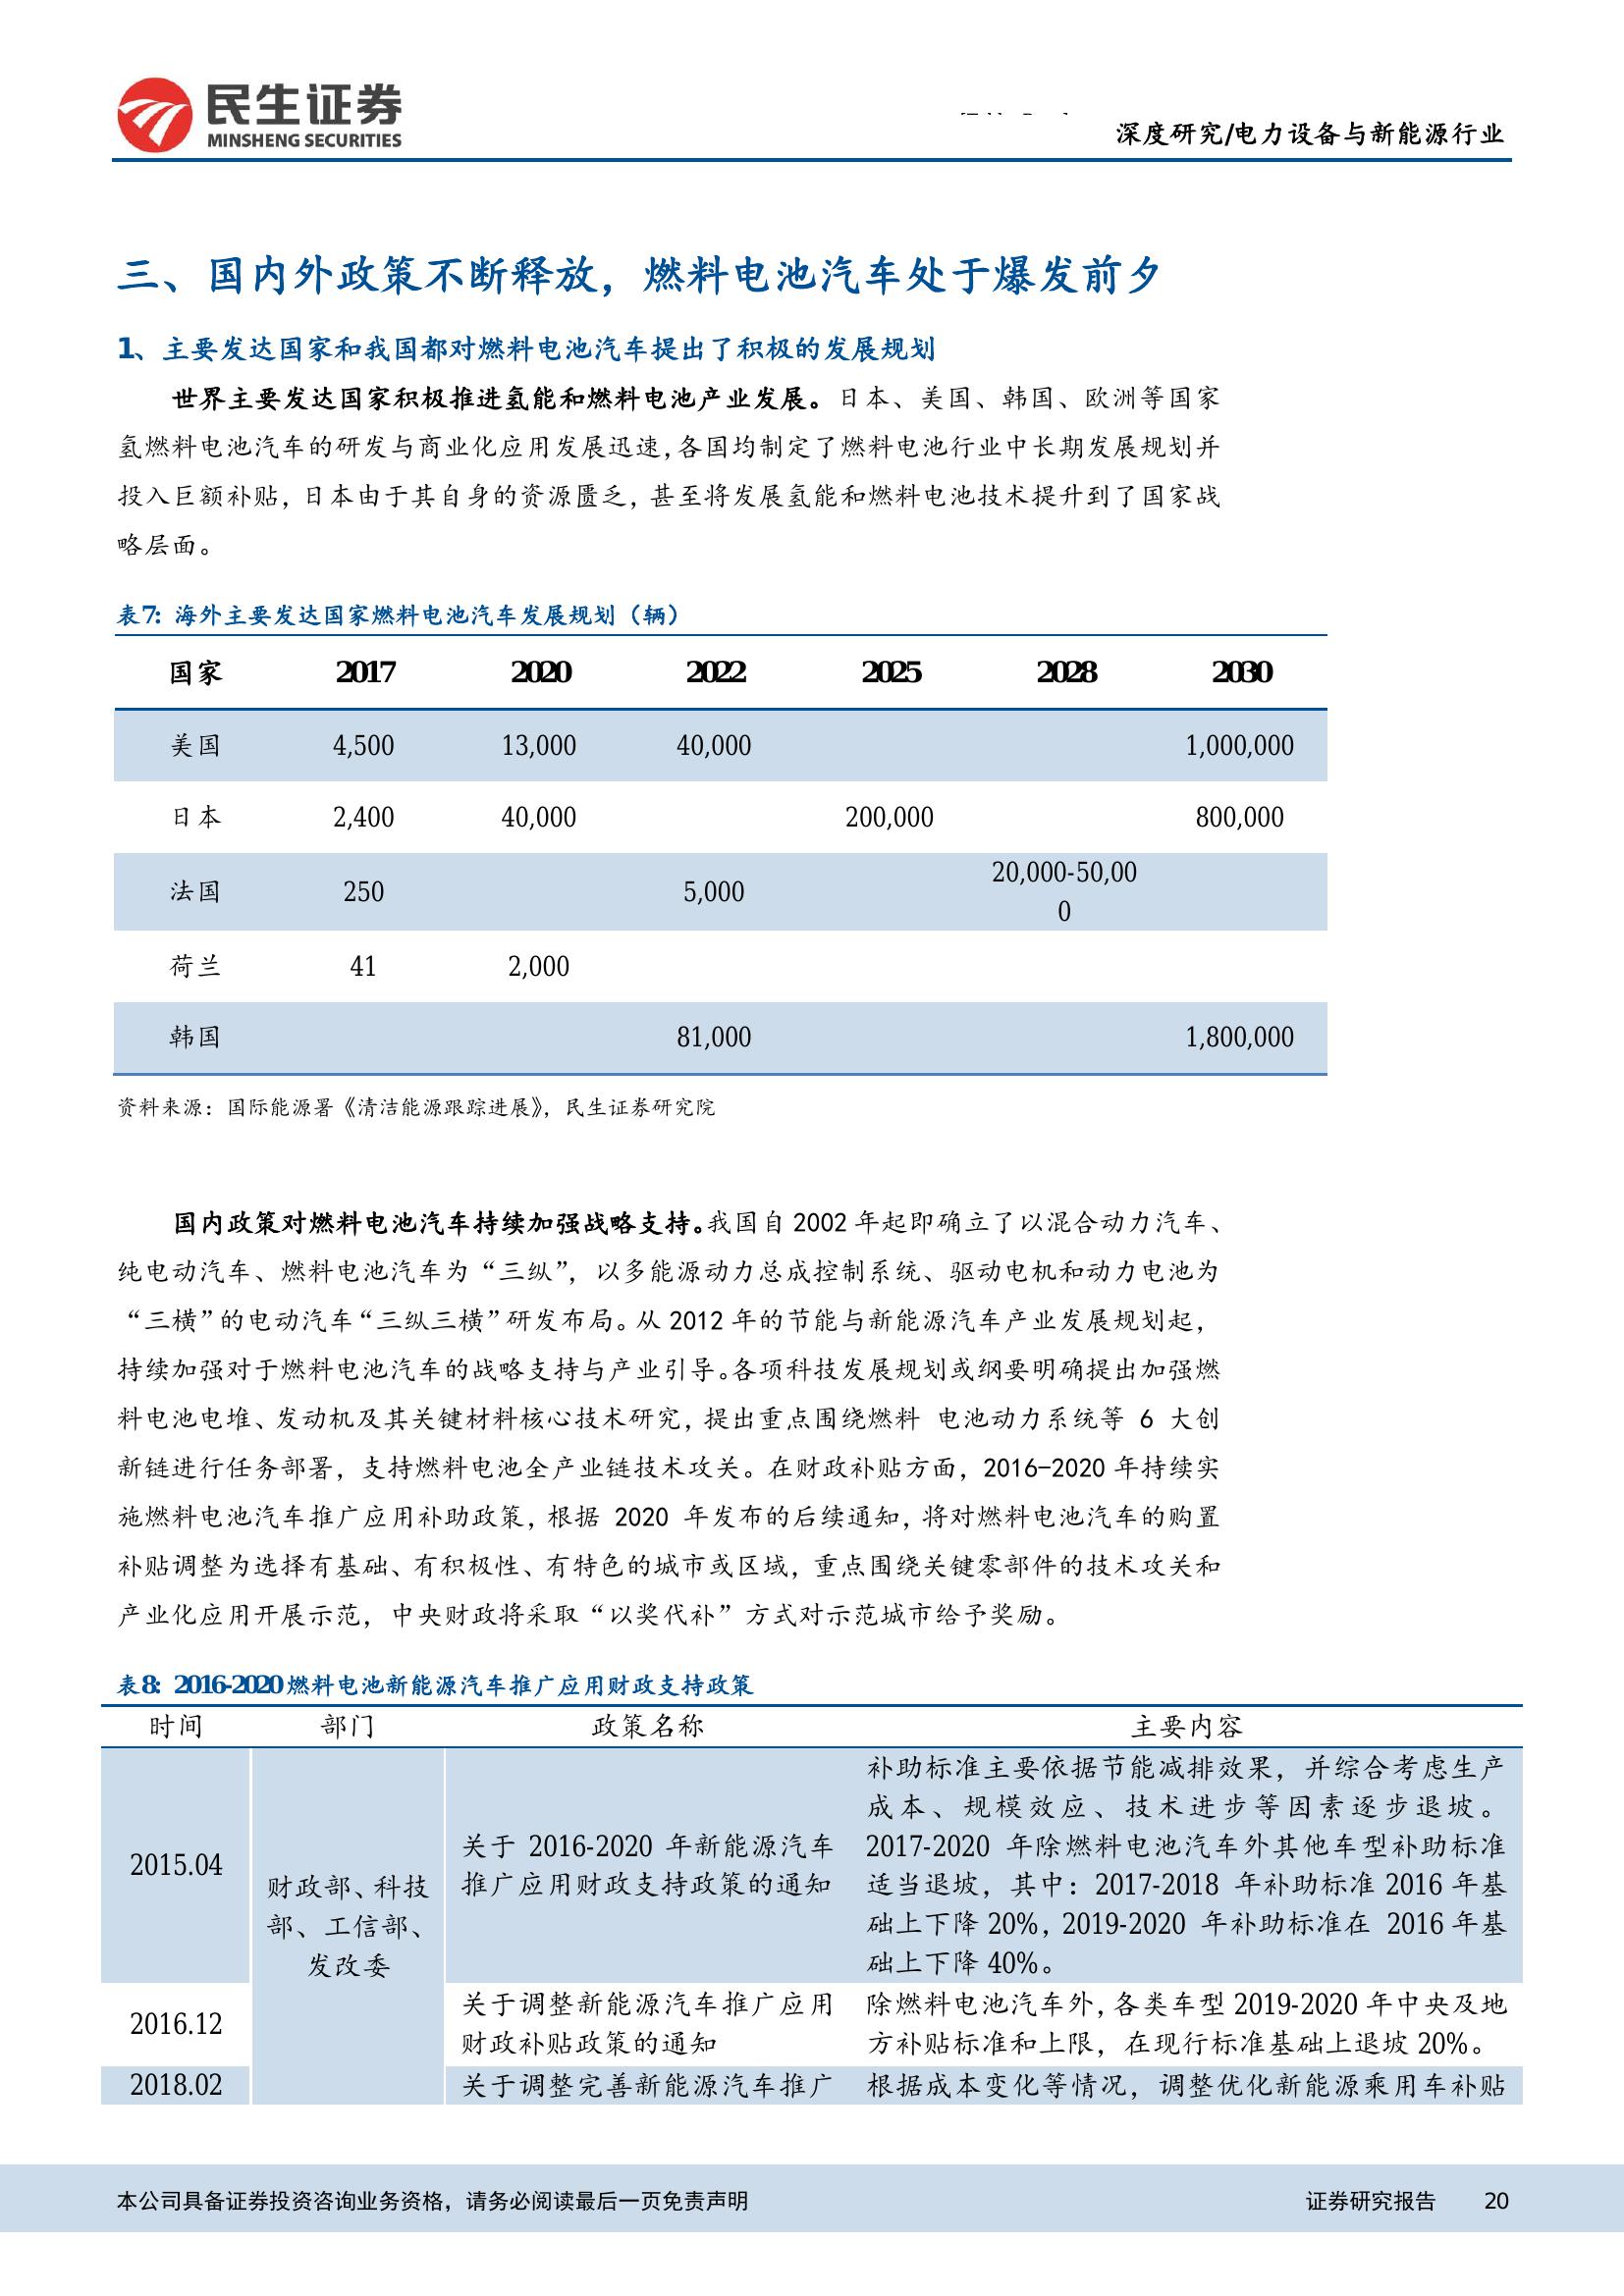 民生证券
MINSHENG SECURITIES
深度研究/电力设备与新能源行业
三、国内外政策不断释放，燃料电池汽车处于爆发前夕
1、主要发达国家和我国都对燃料电池汽车提出了积极的发展规划
世界主要发达国家积极推进氢能和燃料电池产业发展。日本、美国、韩国、欧洲等国家
氢燃料电池汽车的研发与商业化应用发展迅速，各国均制定了燃料电池行业中长期发展规划并
投入巨额补贴，日本由于其自身的资源匮乏，甚至将发展氢能和燃料电池技术提升到了国家战
略层面。
表7: 海外主要发达国家燃料电池汽车发展规划（辆）
国家 2017 2020 2022 2025 2028 2030
美国 4,500 13,000 40,000 1,000,000
日本 2,400 40,000 200,000 800,000
法国 250 5,000 20,000-50,00
0
荷兰 41 2,000
韩国 81,000 1,800,000
资料来源：国际能源署《清洁能源跟踪进展》，民生证券研究院
国内政策对燃料电池汽车持续加强战略支持。我国自 2002 年起即确立了以混合动力汽车、
纯电动汽车、燃料电池汽车为“三纵”，以多能源动力总成控制系统、驱动电机和动力电池为
“三横”的电动汽车“三纵三横”研发布局。从 2012 年的节能与新能源汽车产业发展规划起，
持续加强对于燃料电池汽车的战略支持与产业引导。各项科技发展规划或纲要明确提出加强燃
料电池电堆、发动机及其关键材料核心技术研究，提出重点围绕燃料 电池动力系统等 6 大创
新链进行任务部署，支持燃料电池全产业链技术攻关。在财政补贴方面，2016-2020 年持续实
施燃料电池汽车推广应用补助政策，根据 2020 年发布的后续通知，将对燃料电池汽车的购置
补贴调整为选择有基础、有积极性、有特色的城市或区域，重点围绕关键零部件的技术攻关和
产业化应用开展示范，中央财政将采取“以奖代补”方式对示范城市给予奖励。
表8: 2016-2020 燃料电池新能源汽车推广应用财政支持政策
时间 部门 政策名称 主要内容
2015.04
财政部、科技
部、工信部、
发改委
关于 2016-2020 年新能源汽车
推广应用财政支持政策的通知
补助标准主要依据节能减排效果，并综合考虑生产
成本、规模效应、技术进步等因素逐步退坡。
2017-2020 年除燃料电池汽车外其他车型补助标准
适当退坡，其中：2017-2018 年补助标准 2016 年基
础上下降 20%，2019-2020 年补助标准在 2016 年基
础上下降 40%。
2016.12
关于调整新能源汽车推广应用
财政补贴政策的通知
除燃料电池汽车外，各类车型 2019-2020 年中央及地
方补贴标准和上限，在现行标准基础上退坡 20%。
2018.02 关于调整完善新能源汽车推广 根据成本变化等情况，调整优化新能源乘用车补贴
本公司具备证券投资咨询业务资格，请务必阅读最后一页免责声明 证券研究报告 20